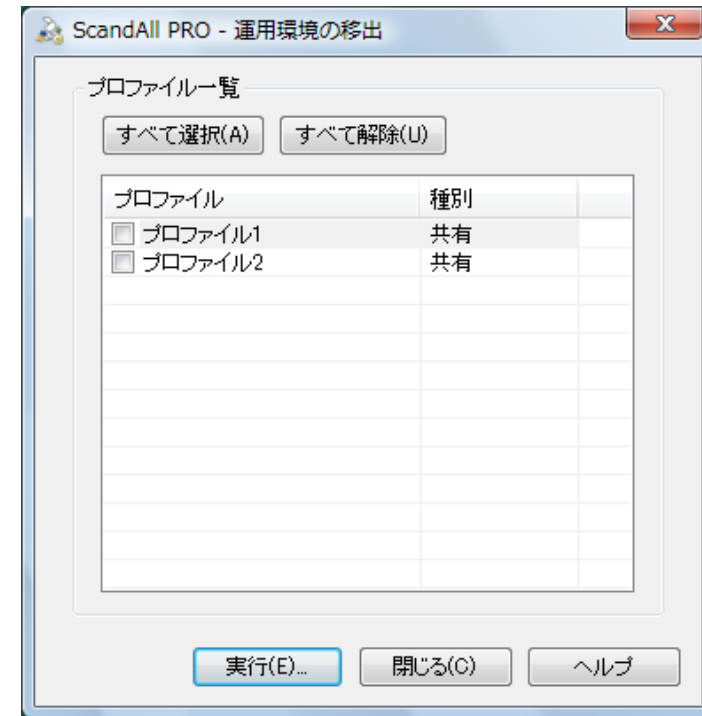 ScandAll PRO - 運用環境の移出
プロファイル一覧
すべて選択(A) すべて解除(U)
プロファイル 種別
プロファイル1 共有
プロファイル2 共有
実行(E)... 閉じる(C) ヘルプ